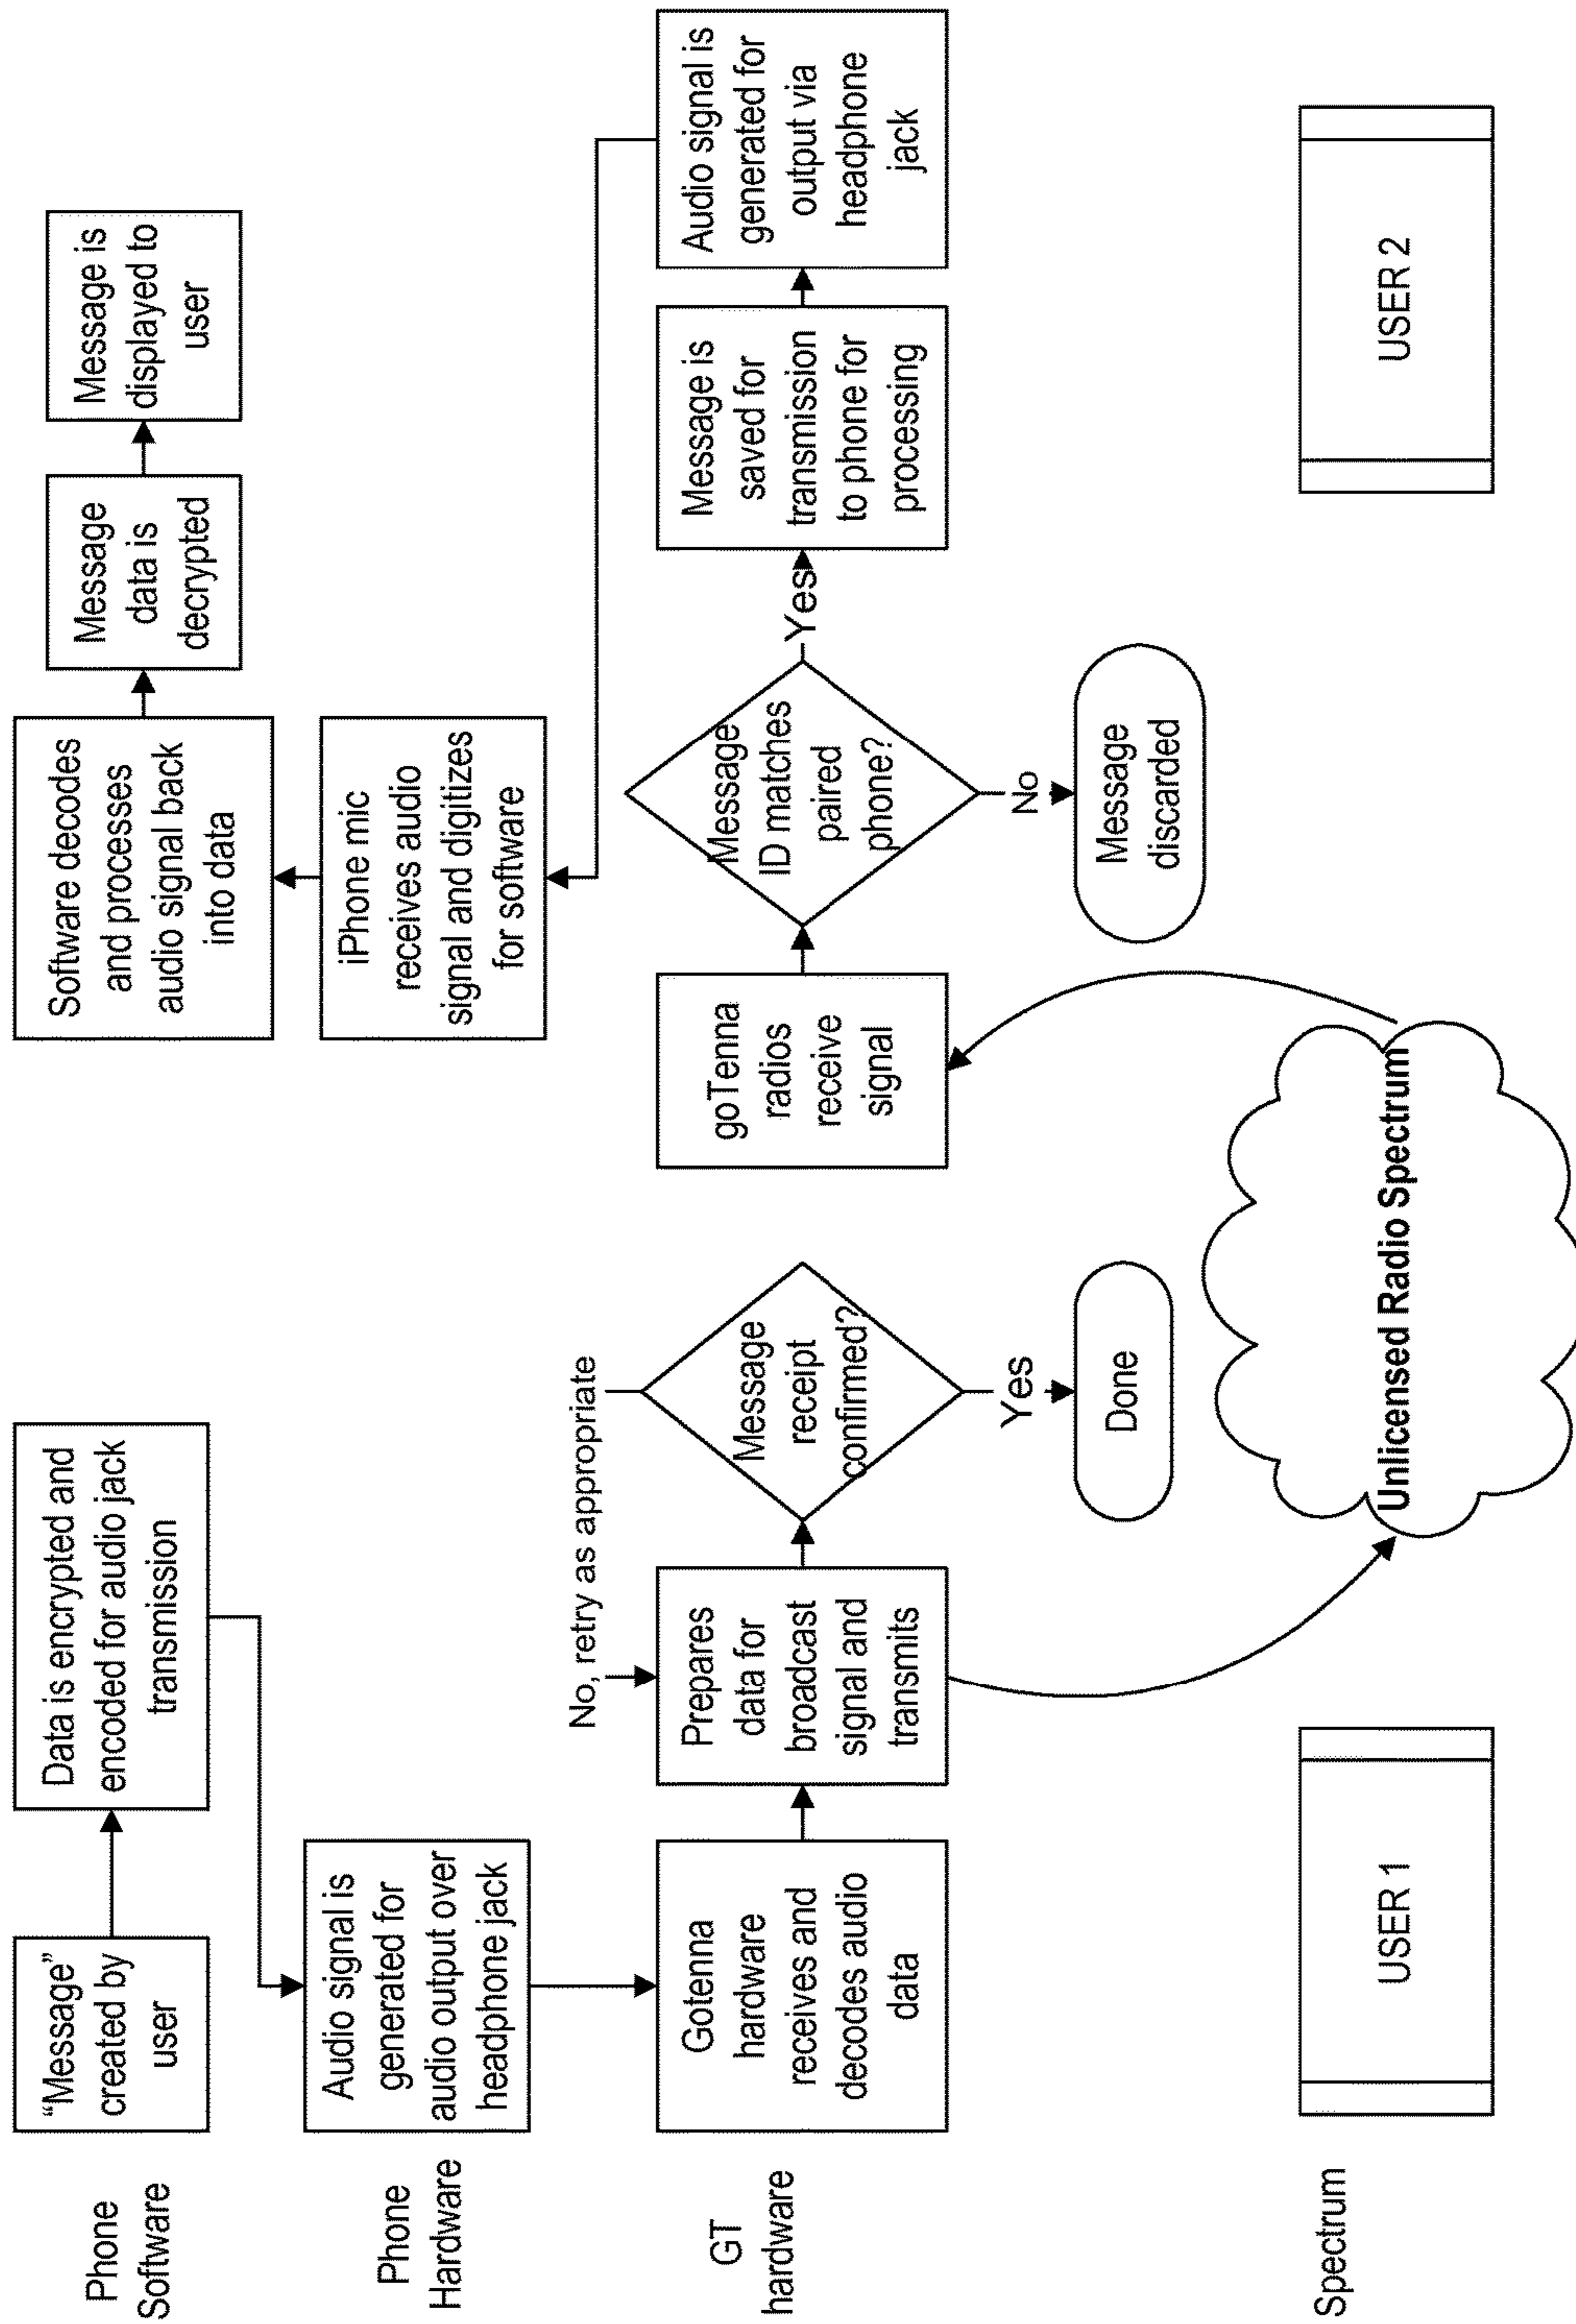 Phone
Software
“Message”
created by
user
Data is encrypted and
encoded for audio jack
transmission
Software decodes
and processes
audio signal back
into data
Message
data is
decrypted
Message is
displayed to
user
Phone
Hardware
Audio signal is
generated for
audio output over
headphone jack
iPhone mic
receives audio
signal and digitizes
for software
GT
hardware
Gotenna
hardware
receives and
decodes audio
data
No, retry as appropriate
Prepares
data for
broadcast
signal and
transmits
Message
receipt
confirmed?
Yes
Done
goTenna
radios
receive
signal
Message
ID matches
paired
phone?
No
Message
discarded
Yes
Message is
saved for
transmission
to phone for
processing
Audio signal is
generated for
output via
headphone
jack
Spectrum
USER 1
Unlicensed Radio Spectrum
USER 2